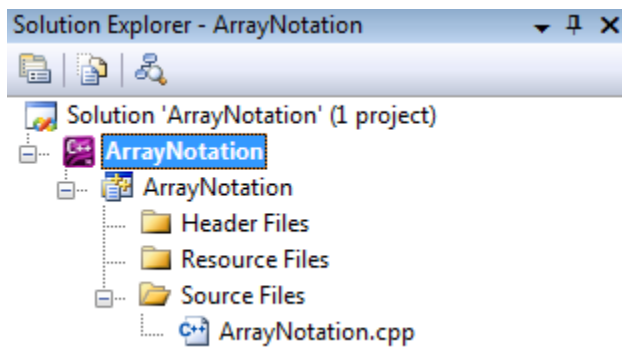 Solution Explorer - ArrayNotation
Solution 'ArrayNotation' (1 project)
C++ ArrayNotation
ArrayNotation
Header Files
Resource Files
Source Files
C++ ArrayNotation.cpp